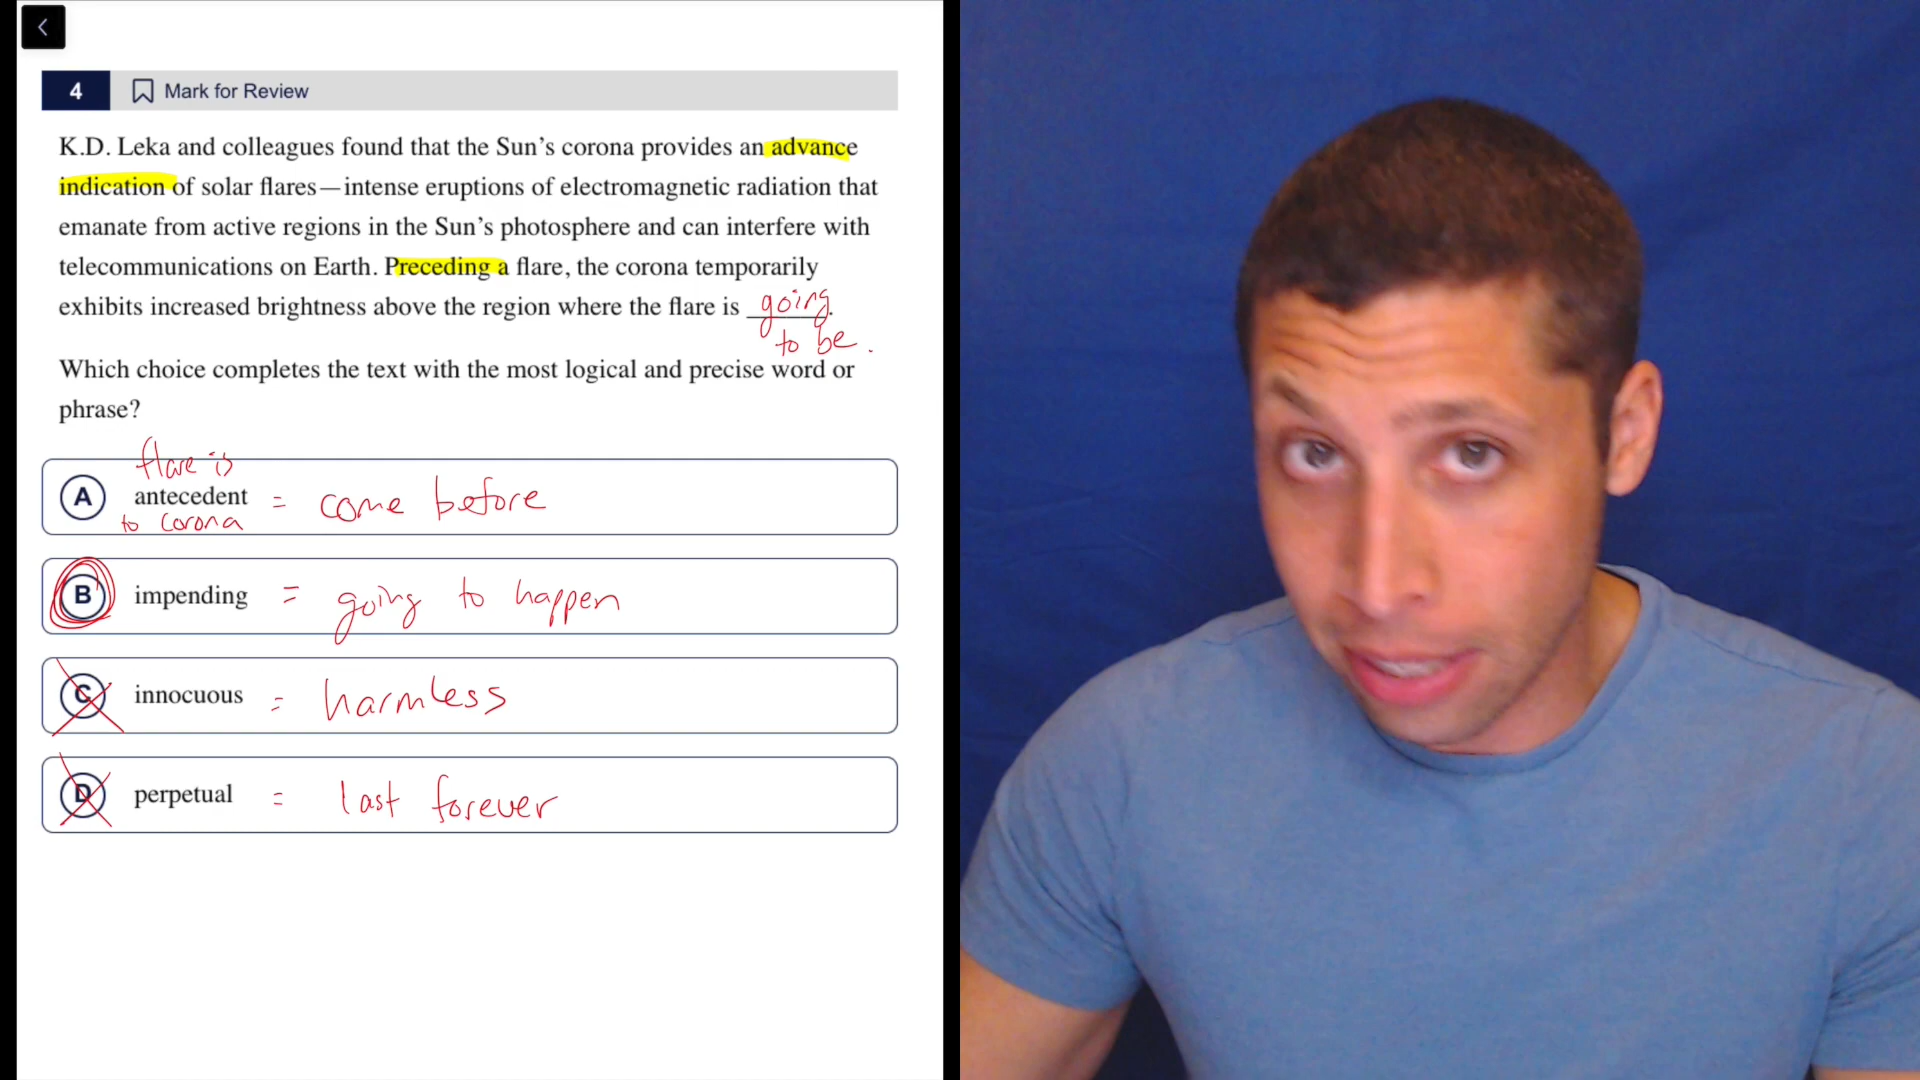 4 Mark for Review
K.D. Leka and colleagues found that the Sun’s corona provides an advance
indication of solar flares—intense eruptions of electromagnetic radiation that
emanate from active regions in the Sun’s photosphere and can interfere with
telecommunications on Earth. Preceding a flare, the corona temporarily
exhibits increased brightness above the region where the flare is ______.
going
to be.
Which choice completes the text with the most logical and precise word or
phrase?
flare is
A antecedent = come before
to corona
B impending = going to happen
C innocuous = harmless
D perpetual = last forever